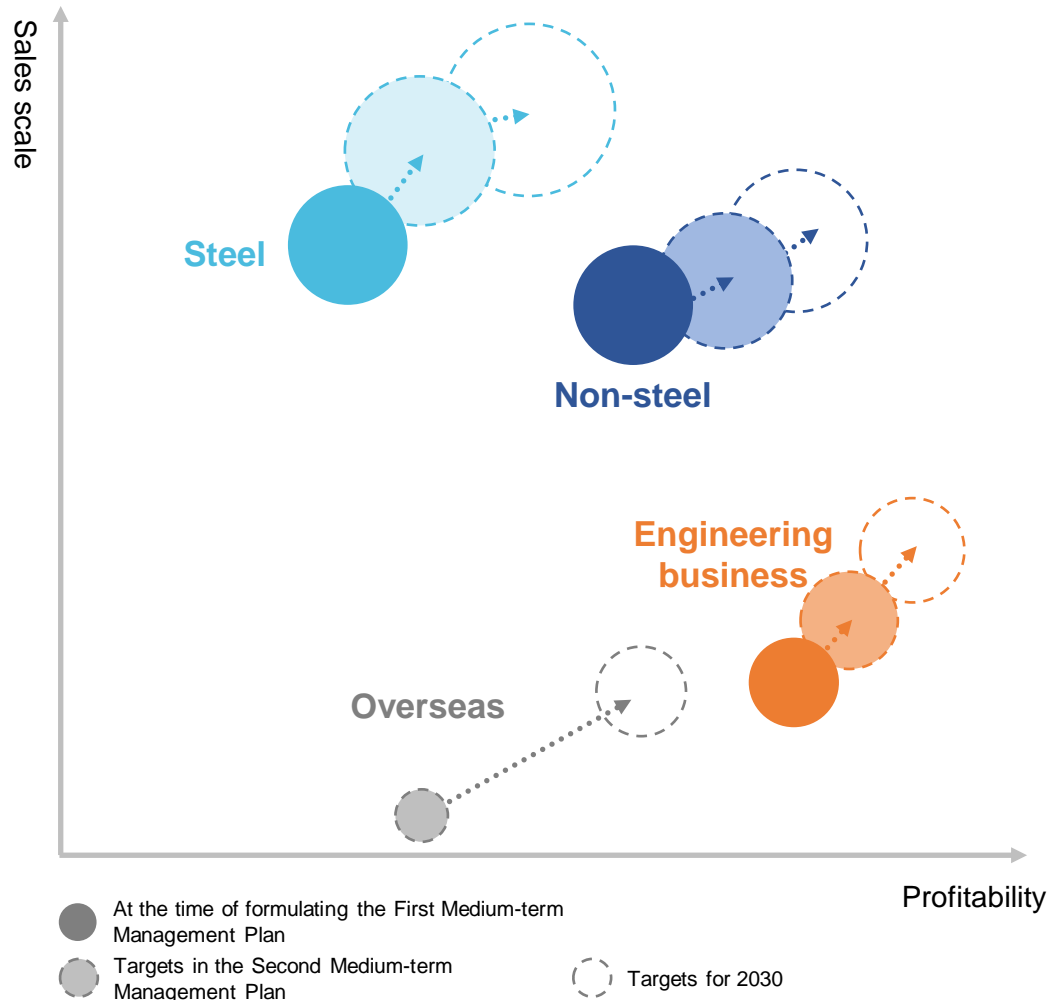 Sales scale
Steel
Non-steel
Engineering
business
Overseas
Profitability
At the time of formulating the First Medium-term
Management Plan
Targets in the Second Medium-term
Management Plan
Targets for 2030